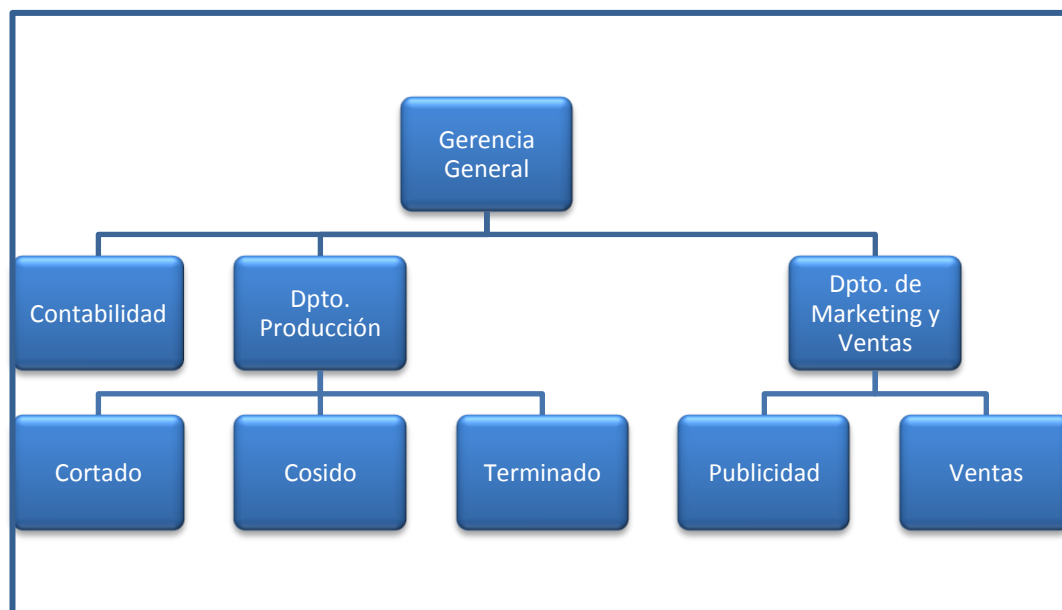 Gerencia
General
Contabilidad
Dpto.
Producción
Dpto. de
Marketing y
Ventas
Cortado
Cosido
Terminado
Publicidad
Ventas